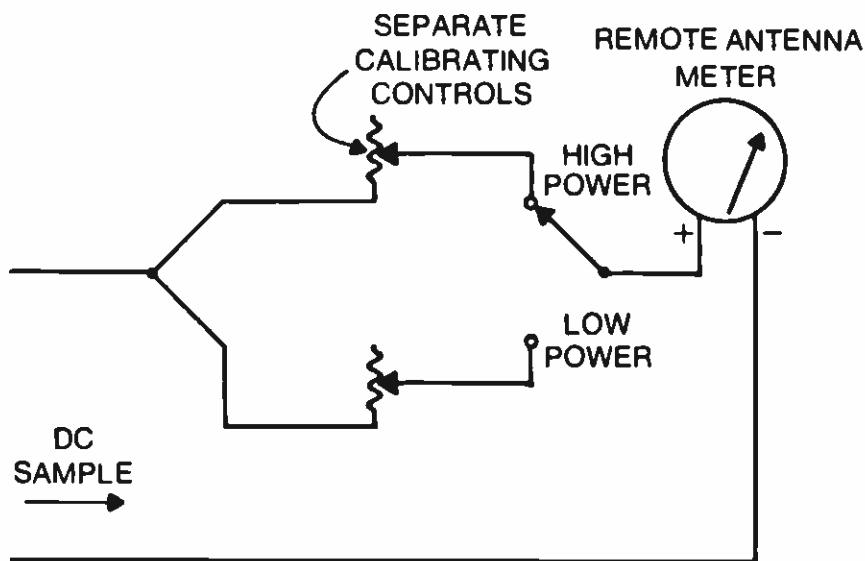 SEPARATE
CALIBRATING
CONTROLS
REMOTE ANTENNA
METER
HIGH
POWER
+
-
LOW
POWER
DC
SAMPLE